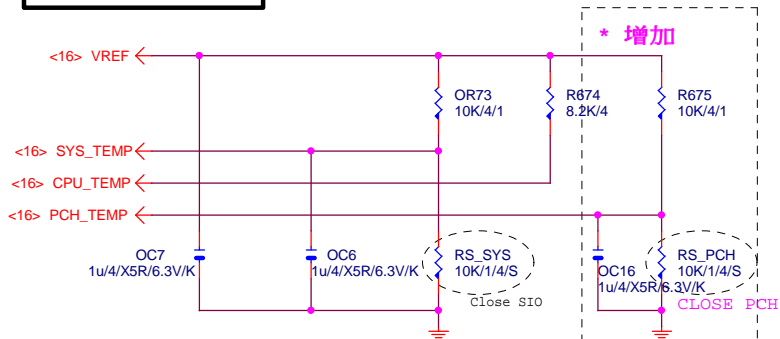 * 增加
<16> VREF
OR73
10K/4/1
R674
8.2K/4
R675
10K/4/1
<16> SYS_TEMP
<16> CPU_TEMP
<16> PCH_TEMP
OC7
1u/4/X5R/6.3V/K
OC6
1u/4/X5R/6.3V/K
RS_SYS
10K/1/4/S
Close SIO
OC16
1u/4/X5R/6.3V/K
RS_PCH
10K/1/4/S
CLOSE PCH